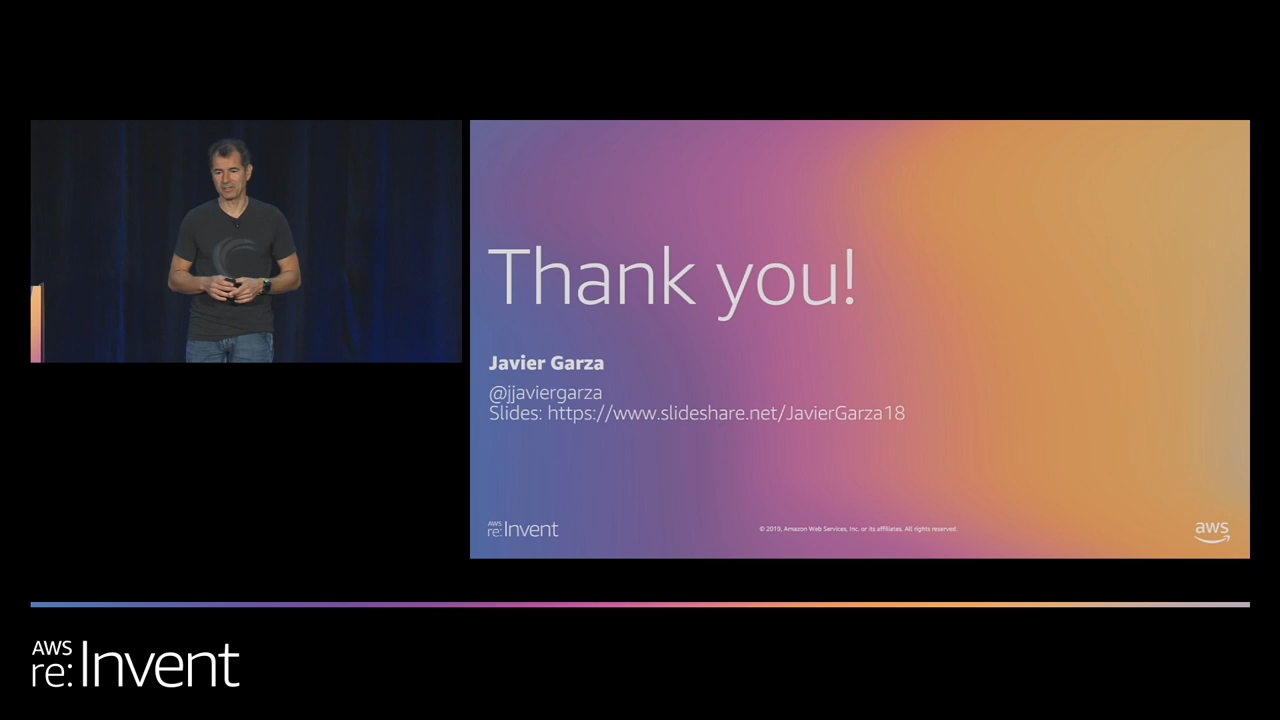 Thank you!
Javier Garza
@jjaviergarza
Slides: https://www.slideshare.net/JavierGarza18
AWS
re:Invent
© 2019, Amazon Web Services, Inc. or its affiliates. All rights reserved.
aws
AWS
re:Invent